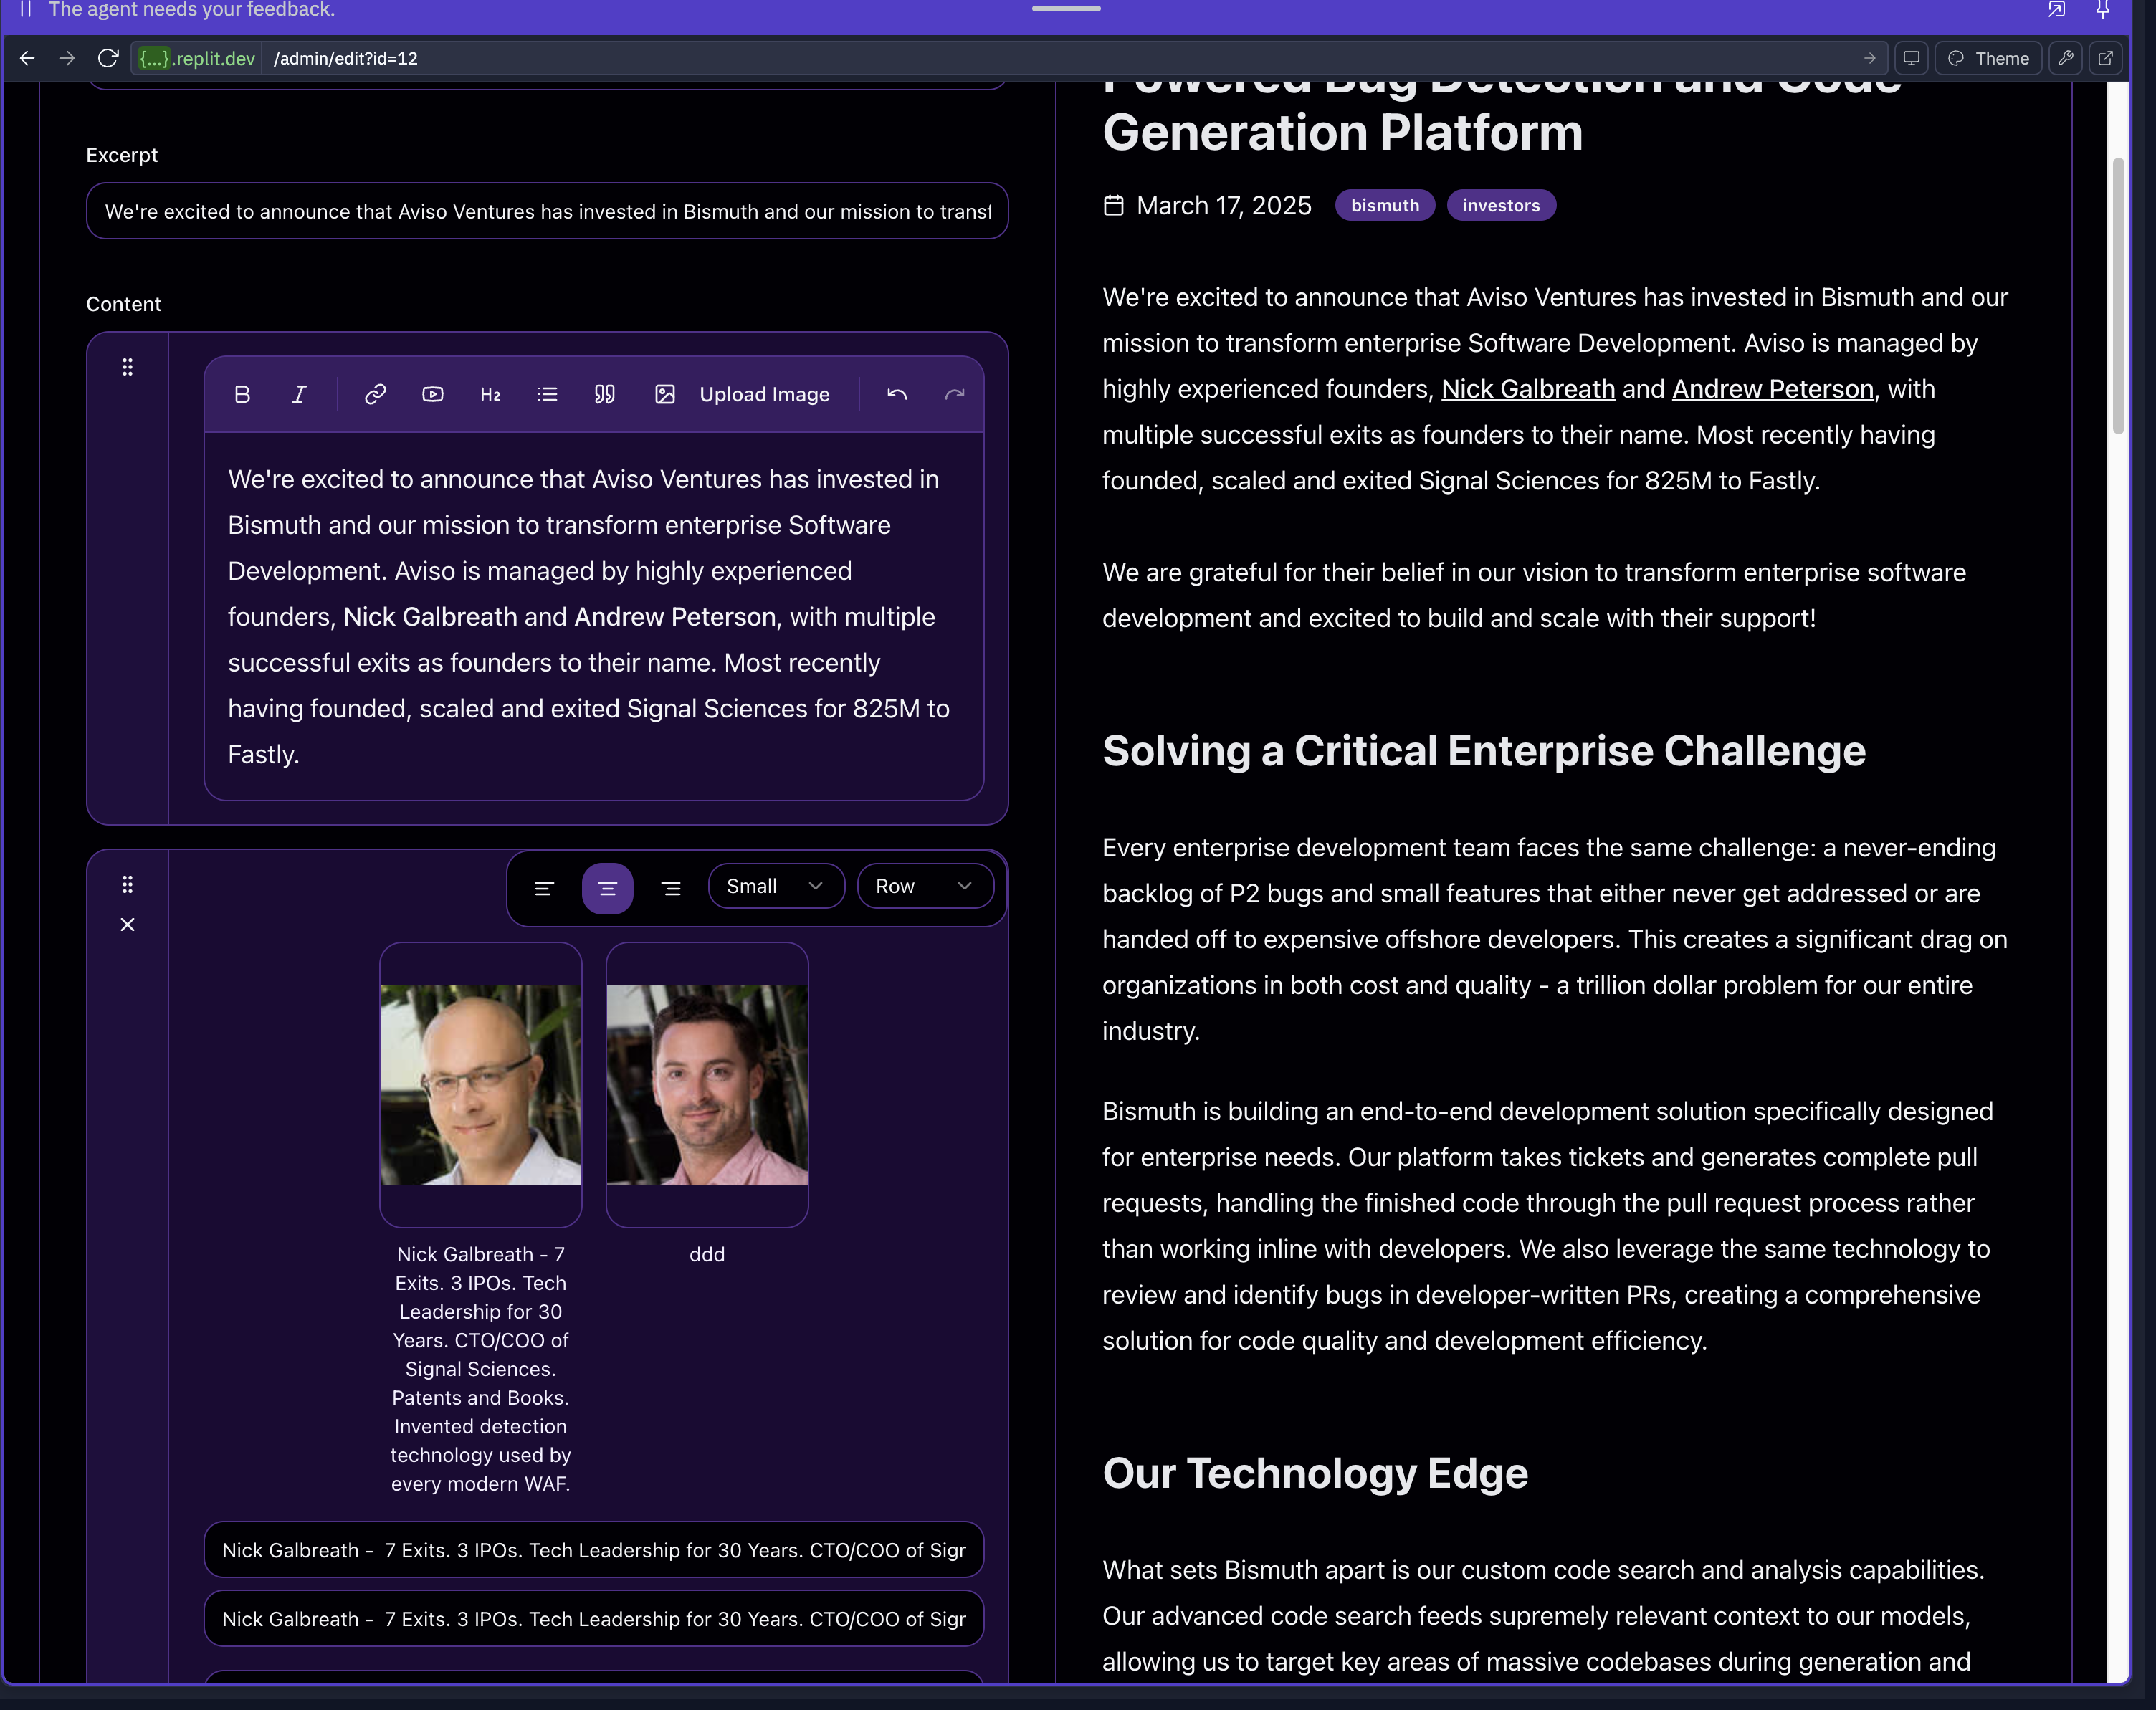 The agent needs your feedback.
{...}.replit.dev
/admin/edit?id=12
Theme
Excerpt
We're excited to announce that Aviso Ventures has invested in Bismuth and our mission to transf
Content
H2
Upload Image
We're excited to announce that Aviso Ventures has invested in
Bismuth and our mission to transform enterprise Software
Development. Aviso is managed by highly experienced
founders, Nick Galbreath and Andrew Peterson, with multiple
successful exits as founders to their name. Most recently
having founded, scaled and exited Signal Sciences for 825M to
Fastly.
Small
Row
Nick Galbreath - 7
Exits. 3 IPOs. Tech
Leadership for 30
Years. CTO/COO of
Signal Sciences.
Patents and Books.
Invented detection
technology used by
every modern WAF.
ddd
Nick Galbreath -  7 Exits. 3 IPOs. Tech Leadership for 30 Years. CTO/COO of Sigr
Nick Galbreath -  7 Exits. 3 IPOs. Tech Leadership for 30 Years. CTO/COO of Sigr
Powered Bug Detection and Code
Generation Platform
March 17, 2025
bismuth
investors
We're excited to announce that Aviso Ventures has invested in Bismuth and our
mission to transform enterprise Software Development. Aviso is managed by
highly experienced founders, Nick Galbreath and Andrew Peterson, with
multiple successful exits as founders to their name. Most recently having
founded, scaled and exited Signal Sciences for 825M to Fastly.
We are grateful for their belief in our vision to transform enterprise software
development and excited to build and scale with their support!
Solving a Critical Enterprise Challenge
Every enterprise development team faces the same challenge: a never-ending
backlog of P2 bugs and small features that either never get addressed or are
handed off to expensive offshore developers. This creates a significant drag on
organizations in both cost and quality - a trillion dollar problem for our entire
industry.
Bismuth is building an end-to-end development solution specifically designed
for enterprise needs. Our platform takes tickets and generates complete pull
requests, handling the finished code through the pull request process rather
than working inline with developers. We also leverage the same technology to
review and identify bugs in developer-written PRs, creating a comprehensive
solution for code quality and development efficiency.
Our Technology Edge
What sets Bismuth apart is our custom code search and analysis capabilities.
Our advanced code search feeds supremely relevant context to our models,
allowing us to target key areas of massive codebases during generation and